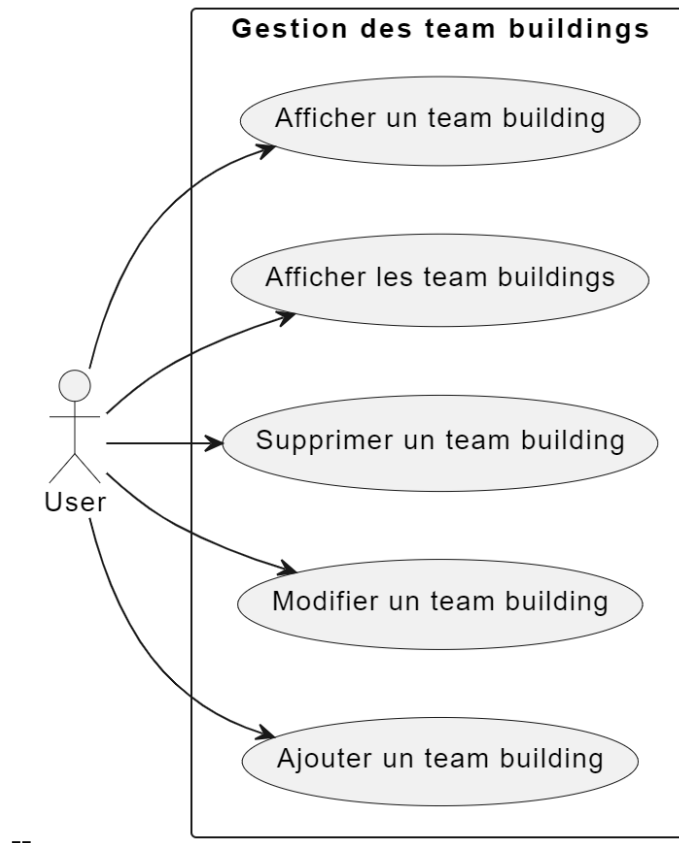 Gestion des team buildings
Afficher un team building
Afficher les team buildings
Supprimer un team building
User
Modifier un team building
Ajouter un team building
--